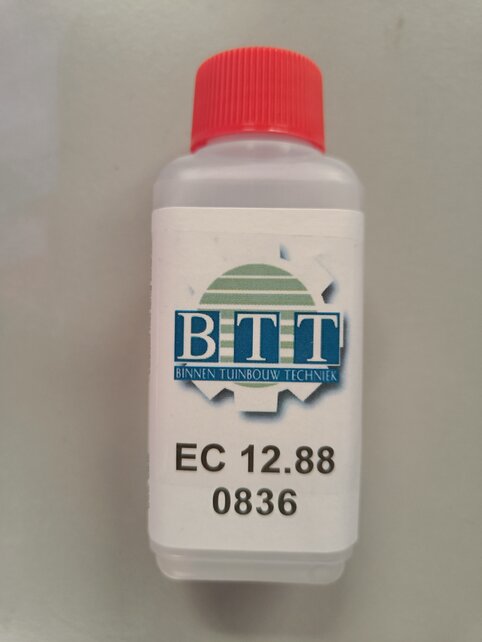 BTT
BINNEN TUINBOUW TECHNIEK
EC 12.88
0836